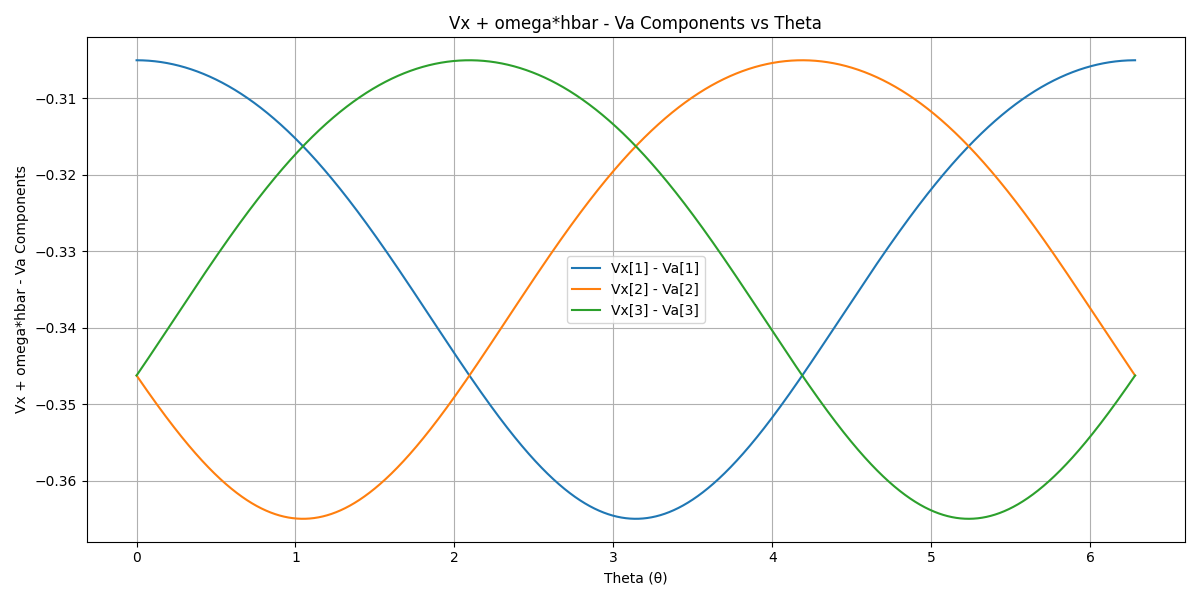 Vx + omega*hbar - Va Components vs Theta
Vx + omega*hbar - Va Components
−0.31
−0.32
−0.33
−0.34
−0.35
−0.36
Vx[1] - Va[1]
Vx[2] - Va[2]
Vx[3] - Va[3]
0 1 2 3 4 5 6
Theta (θ)